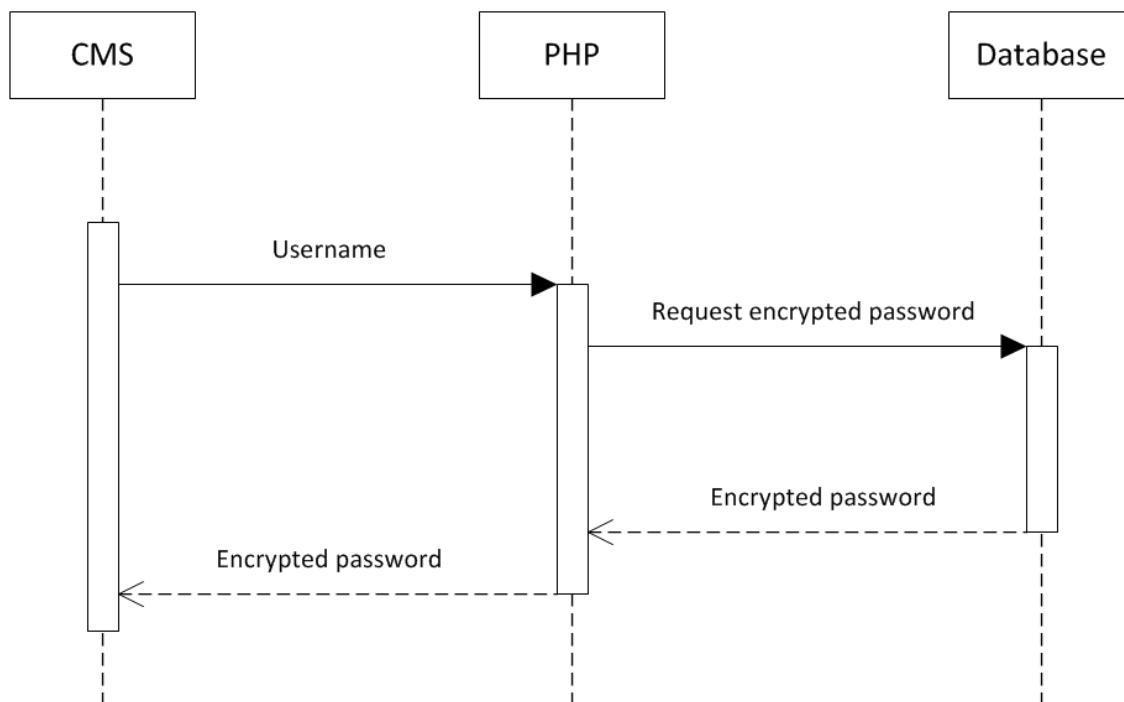 CMS
PHP
Database
Username
Request encrypted password
Encrypted password
Encrypted password